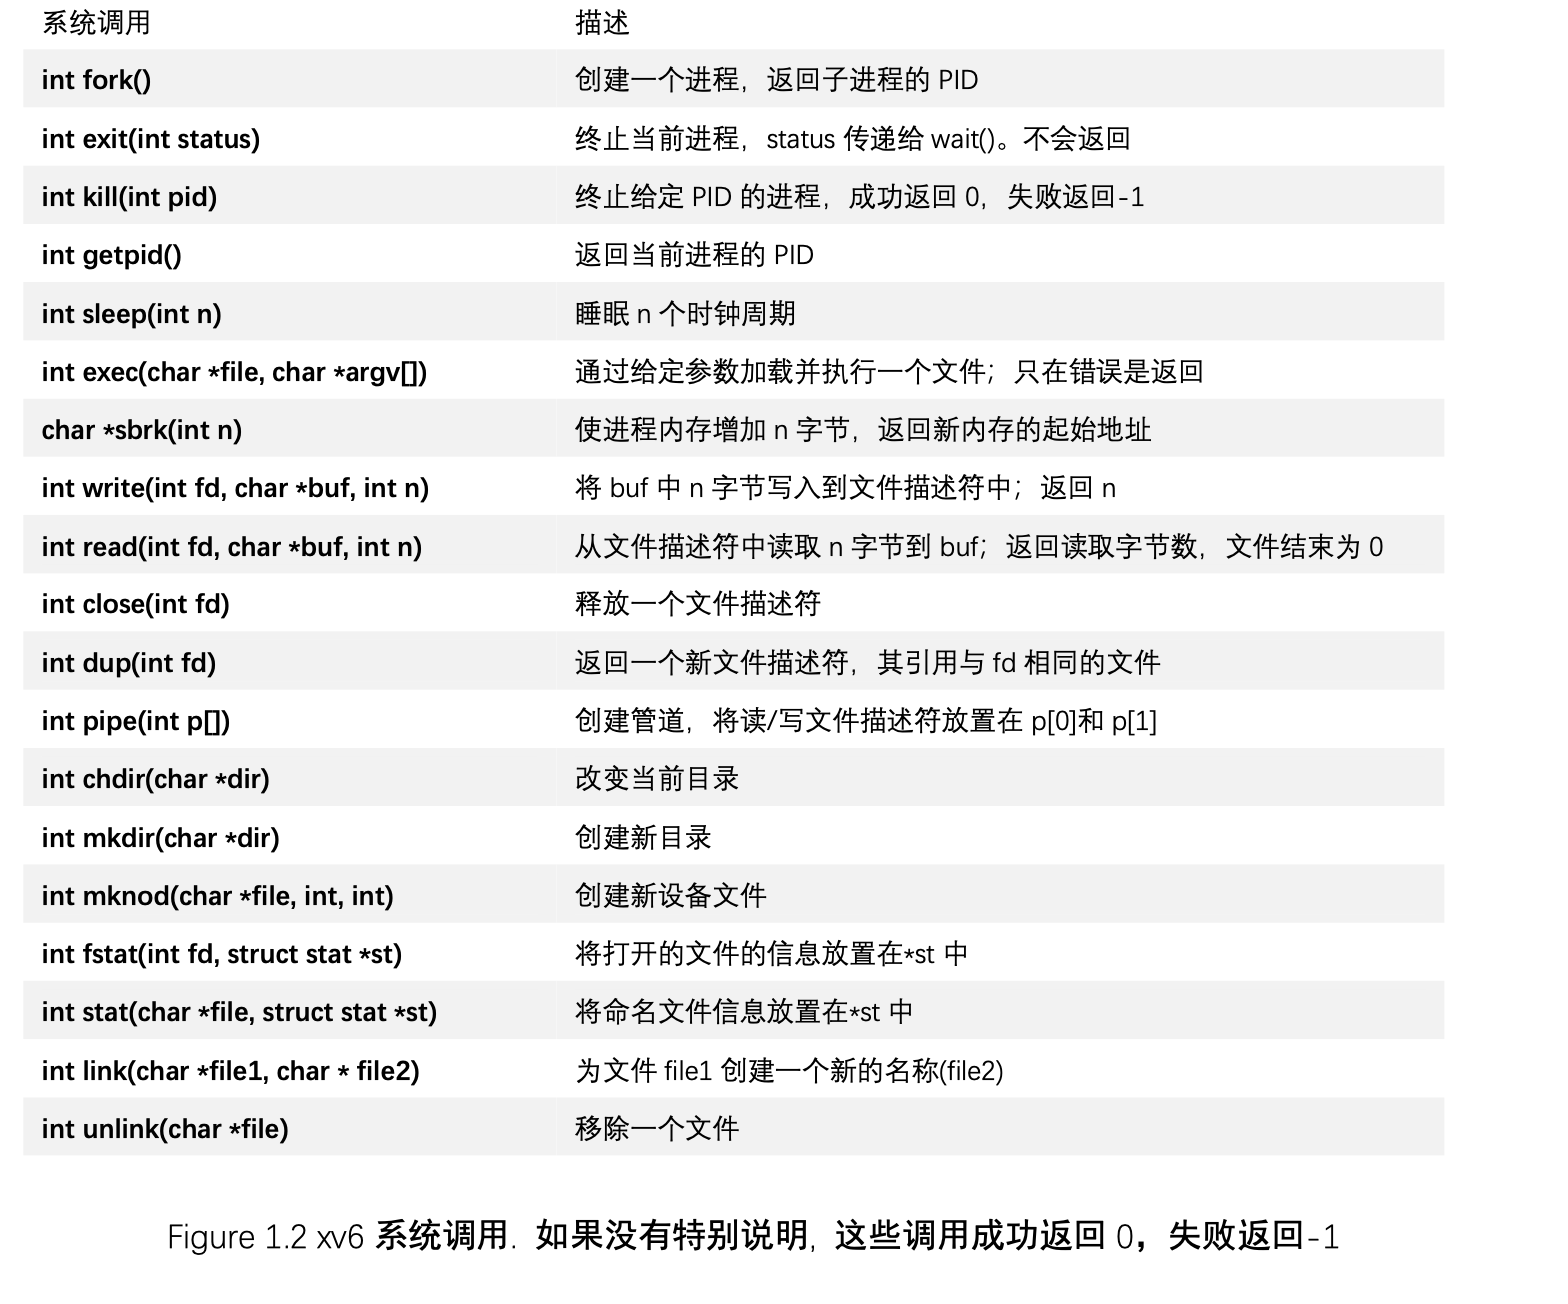 系统调用 描述
int fork() 创建一个进程，返回子进程的 PID
int exit(int status) 终止当前进程，status 传递给 wait()。不会返回
int kill(int pid) 终止给定 PID 的进程，成功返回 0，失败返回-1
int getpid() 返回当前进程的 PID
int sleep(int n) 睡眠 n 个时钟周期
int exec(char *file, char *argv[]) 通过给定参数加载并执行一个文件；只在错误是返回
char *sbrk(int n) 使进程内存增加 n 字节，返回新内存的起始地址
int write(int fd, char *buf, int n) 将 buf 中 n 字节写入到文件描述符中；返回 n
int read(int fd, char *buf, int n) 从文件描述符中读取 n 字节到 buf；返回读取字节数，文件结束为 0
int close(int fd) 释放一个文件描述符
int dup(int fd) 返回一个新文件描述符，其引用与 fd 相同的文件
int pipe(int p[]) 创建管道，将读/写文件描述符放置在 p[0]和 p[1]
int chdir(char *dir) 改变当前目录
int mkdir(char *dir) 创建新目录
int mknod(char *file, int, int) 创建新设备文件
int fstat(int fd, struct stat *st) 将打开的文件的信息放置在*st 中
int stat(char *file, struct stat *st) 将命名文件信息放置在*st 中
int link(char *file1, char * file2) 为文件 file1 创建一个新的名称(file2)
int unlink(char *file) 移除一个文件
Figure 1.2 xv6 系统调用. 如果没有特别说明, 这些调用成功返回 0，失败返回-1